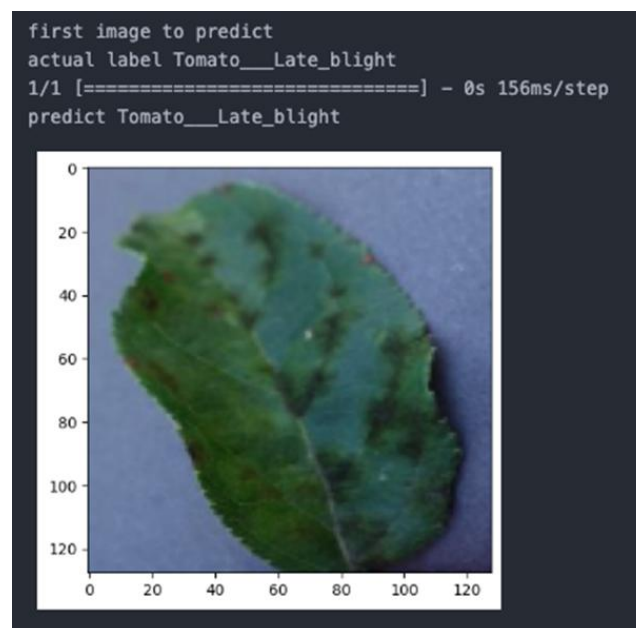 first image to predict
actual label Tomato___Late_blight
1/1 [==============================] - 0s 156ms/step
predict Tomato___Late_blight
0
20
40
60
80
100
120
0 20 40 60 80 100 120